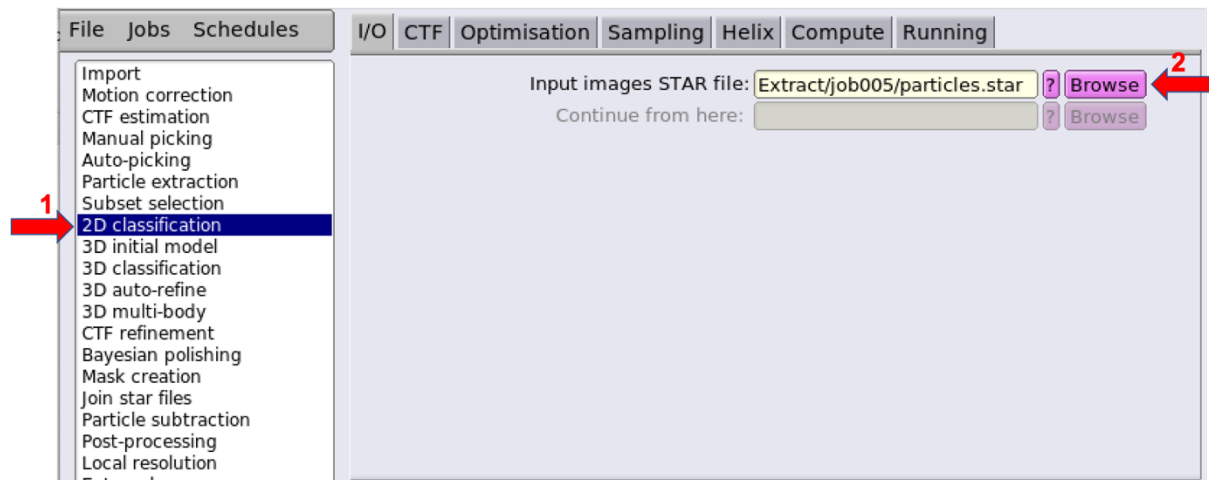 File Jobs Schedules
I/O CTF Optimisation Sampling Helix Compute Running
Import
Motion correction
CTF estimation
Manual picking
Auto-picking
Particle extraction
Subset selection
1
2D classification
3D initial model
3D classification
3D auto-refine
3D multi-body
CTF refinement
Bayesian polishing
Mask creation
Join star files
Particle subtraction
Post-processing
Local resolution
2
Input images STAR file: Extract/job005/particles.star ? Browse
Continue from here: ? Browse